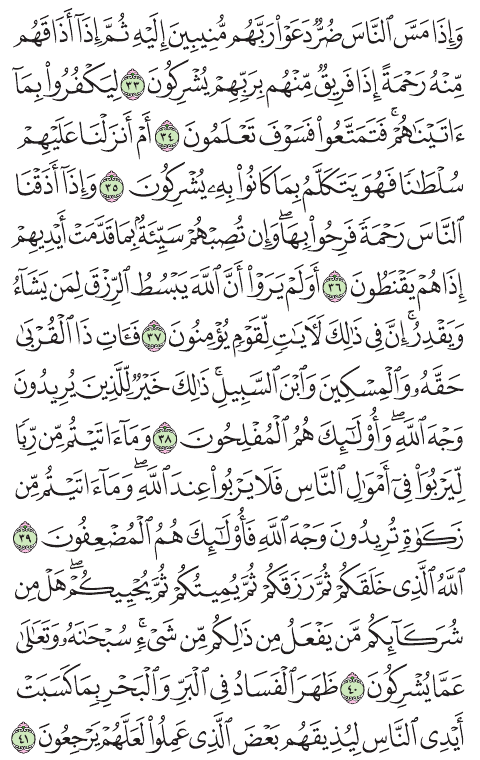 وَإِذَا مَسَّ ٱلنَّاسَ ضُرٌّ دَعَوْا۟ رَبَّهُم مُّنِيبِينَ إِلَيْهِ ثُمَّ إِذَآ أَذَاقَهُم
مِّنْهُ رَحْمَةً إِذَا فَرِيقٌ مِّنْهُم بِرَبِّهِمْ يُشْرِكُونَ ٣٣ لِيَكْفُرُوا۟ بِمَآ
ءَاتَيْنَٰهُمْ ۚ فَتَمَتَّعُوا۟ فَسَوْفَ تَعْلَمُونَ ٣٤ أَمْ أَنزَلْنَا عَلَيْهِمْ
سُلْطَٰنًا فَهُوَ يَتَكَلَّمُ بِمَا كَانُوا۟ بِهِۦ يُشْرِكُونَ ٣٥ وَإِذَآ أَذَقْنَا
ٱلنَّاسَ رَحْمَةً فَرِحُوا۟ بِهَا ۖ وَإِن تُصِبْهُمْ سَيِّئَةٌۢ بِمَا قَدَّمَتْ أَيْدِيهِمْ
إِذَا هُمْ يَقْنَطُونَ ٣٦ أَوَلَمْ يَرَوْا۟ أَنَّ ٱللَّهَ يَبْسُطُ ٱلرِّزْقَ لِمَن يَشَآءُ
وَيَقْدِرُ ۚ إِنَّ فِى ذَٰلِكَ لَءَايَٰتٍ لِّقَوْمٍ يُؤْمِنُونَ ٣٧ فَـَٔاتِ ذَا ٱلْقُرْبَىٰ
حَقَّهُۥ وَٱلْمِسْكِينَ وَٱبْنَ ٱلسَّبِيلِ ۚ ذَٰلِكَ خَيْرٌ لِّلَّذِينَ يُرِيدُونَ
وَجْهَ ٱللَّهِ ۖ وَأُو۟لَٰٓئِكَ هُمُ ٱلْمُفْلِحُونَ ٣٨ وَمَآ ءَاتَيْتُم مِّن رِّبًا
لِّيَرْبُوَا۟ فِىٓ أَمْوَٰلِ ٱلنَّاسِ فَلَا يَرْبُوا۟ عِندَ ٱللَّهِ ۖ وَمَآ ءَاتَيْتُم مِّن
زَكَوٰةٍ تُرِيدُونَ وَجْهَ ٱللَّهِ فَأُو۟لَٰٓئِكَ هُمُ ٱلْمُضْعِفُونَ ٣٩
ٱللَّهُ ٱلَّذِى خَلَقَكُمْ ثُمَّ رَزَقَكُمْ ثُمَّ يُمِيتُكُمْ ثُمَّ يُحْيِيكُمْ ۖ هَلْ مِن
شُرَكَآئِكُم مَّن يَفْعَلُ مِن ذَٰلِكُم مِّن شَىْءٍ ۚ سُبْحَٰنَهُۥ وَتَعَٰلَىٰ
عَمَّا يُشْرِكُونَ ٤٠ ظَهَرَ ٱلْفَسَادُ فِى ٱلْبَرِّ وَٱلْبَحْرِ بِمَا كَسَبَتْ
أَيْدِى ٱلنَّاسِ لِيُذِيقَهُم بَعْضَ ٱلَّذِى عَمِلُوا۟ لَعَلَّهُمْ يَرْجِعُونَ ٤١